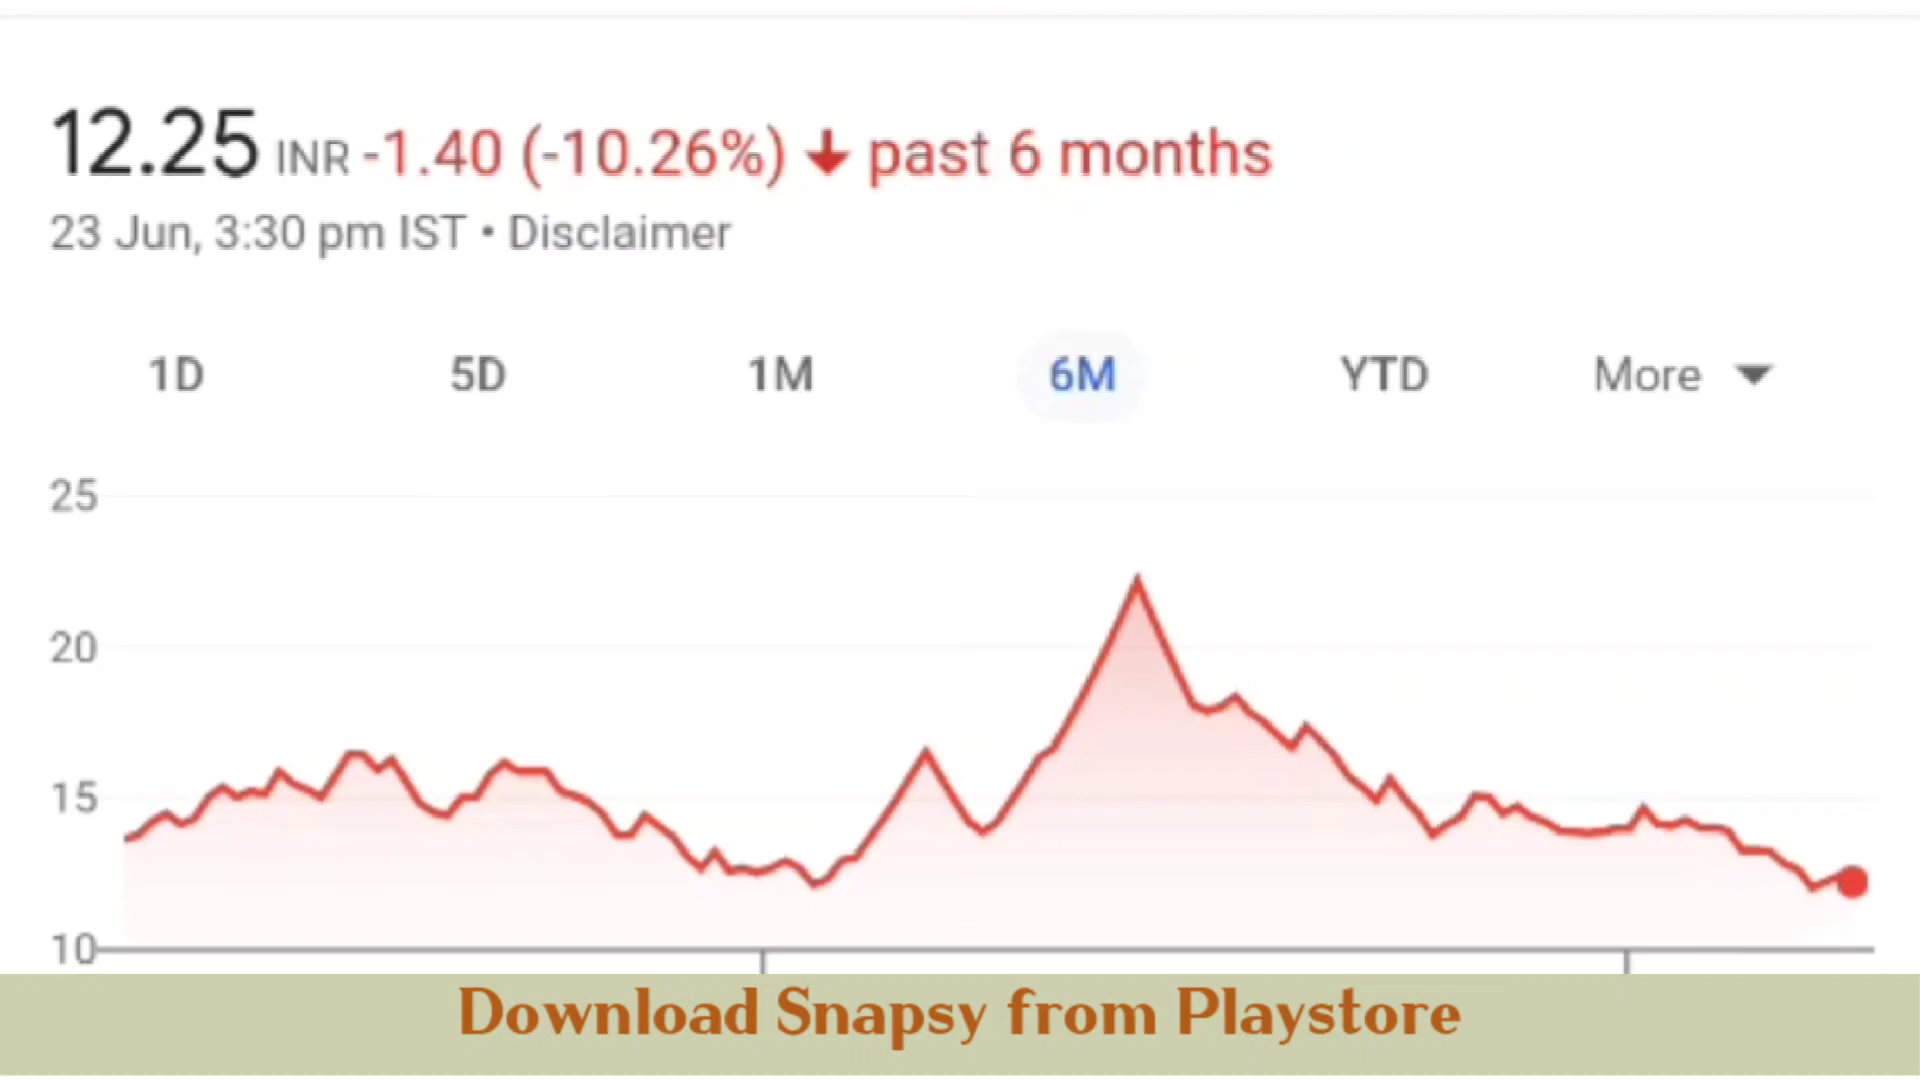 12.25 INR -1.40 (-10.26%) ↓ past 6 months
23 Jun, 3:30 pm IST • Disclaimer
1D 5D 1M 6M YTD More
25
20
15
10
Download Snapsy from Playstore